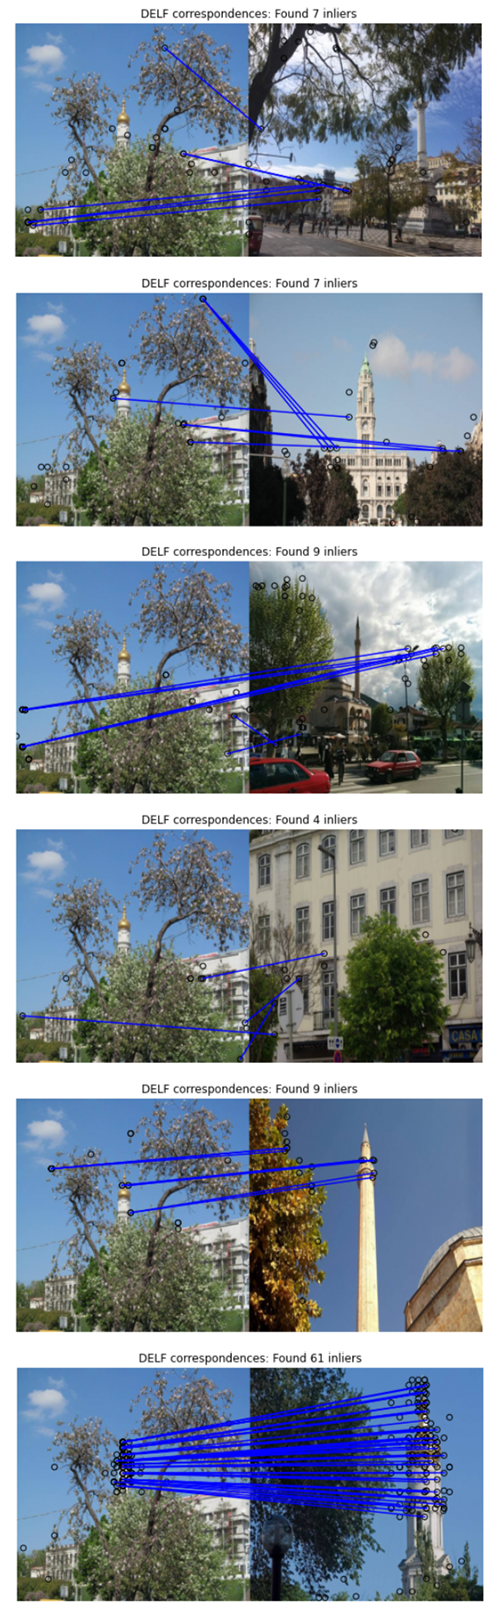 DELF correspondences: Found 7 inliers
DELF correspondences: Found 7 inliers
DELF correspondences: Found 9 inliers
DELF correspondences: Found 4 inliers
CASA
DELF correspondences: Found 9 inliers
DELF correspondences: Found 61 inliers